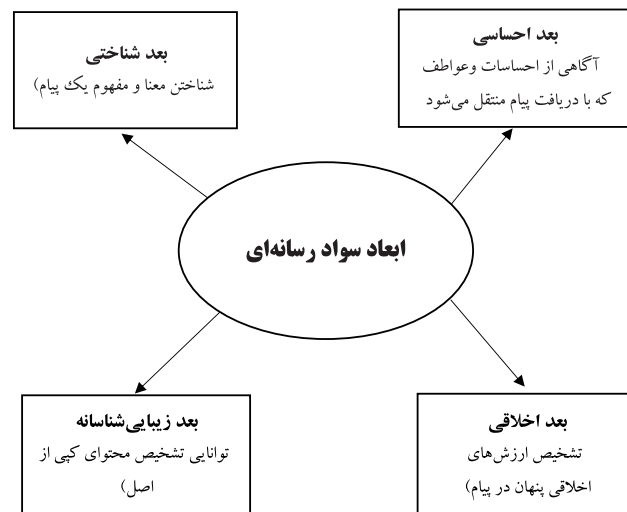 بعد احساسی
آگاهی از احساسات وعواطف
که با دریافت پیام منتقل می‌شود
بعد شناختی
شناختن معنا و مفهوم یک پیام)
ابعاد سواد رسانه‌ای
بعد اخلاقی
تشخیص ارزش‌های
اخلاقی پنهان در پیام)
بعد زیبایی‌شناسانه
توانایی تشخیص محتوای کپی از
اصل)